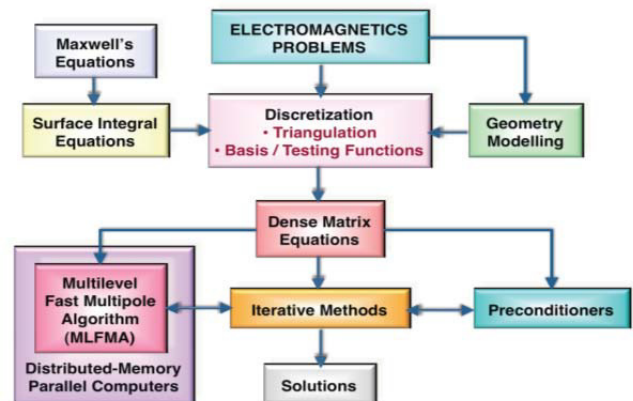 ELECTROMAGNETICS
PROBLEMS
Maxwell's
Equations
Surface Integral
Equations
Discretization
• Triangulation
• Basis / Testing Functions
Geometry
Modelling
Dense Matrix
Equations
Multilevel
Fast Multipole
Algorithm
(MLFMA)
Iterative Methods
Preconditioners
Distributed-Memory
Parallel Computers
Solutions